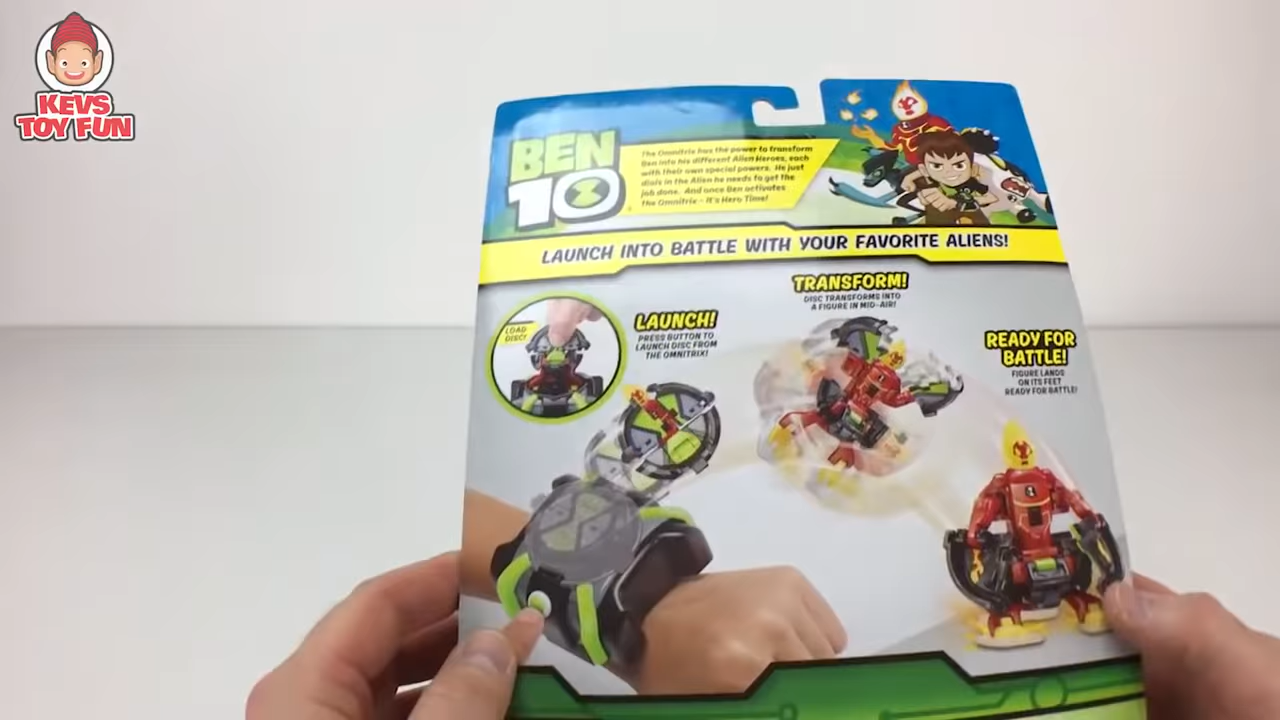 KEVS
TOY FUN
BEN
10
The Omnitrix has the power to transform
Ben into his different Alien Heroes, each
with their own special powers. He just
dials in the Alien he needs to get the
job done. And once Ben activates
the Omnitrix - It's Hero Time!
LAUNCH INTO BATTLE WITH YOUR FAVORITE ALIENS!
LOAD
DISC!
LAUNCH!
PRESS BUTTON TO
LAUNCH DISC FROM
THE OMNITRIX!
TRANSFORM!
DISC TRANSFORMS INTO
A FIGURE IN MID-AIR!
READY FOR
BATTLE!
FIGURE LANDS
ON ITS FEET
READY FOR BATTLE!